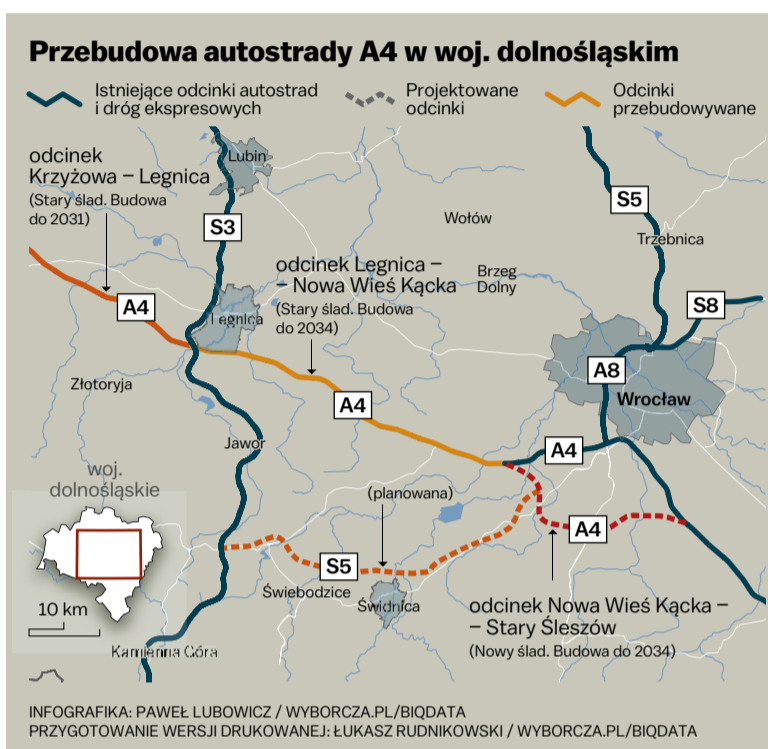 Przebudowa autostrady A4 w woj. dolnośląskim
Istniejące odcinki autostrad
i dróg ekspresowych
Projektowane
odcinki
Odcinki
przebudowywane
odcinek
Krzyżowa – Legnica
(Stary ślad. Budowa
do 2031)
Lubin
S3
S5
Wołów
Trzebnica
odcinek Legnica –
– Nowa Wieś Kącka
(Stary ślad. Budowa
do 2034)
Brzeg
Dolny
S8
A4
Legnica
A8
Złotoryja
Wrocław
A4
Jawor
A4
woj.
dolnośląskie
(planowana)
A4
S5
Świebodzice
Świdnica
10 km
odcinek Nowa Wieś Kącka –
– Stary Śleszów
(Nowy ślad. Budowa do 2034)
Kamienna Góra
INFOGRAFIKA: PAWEŁ LUBOWICZ / WYBORCZA.PL/BIQDATA
PRZYGOTOWANIE WERSJI DRUKOWANEJ: ŁUKASZ RUDNIKOWSKI / WYBORCZA.PL/BIQDATA